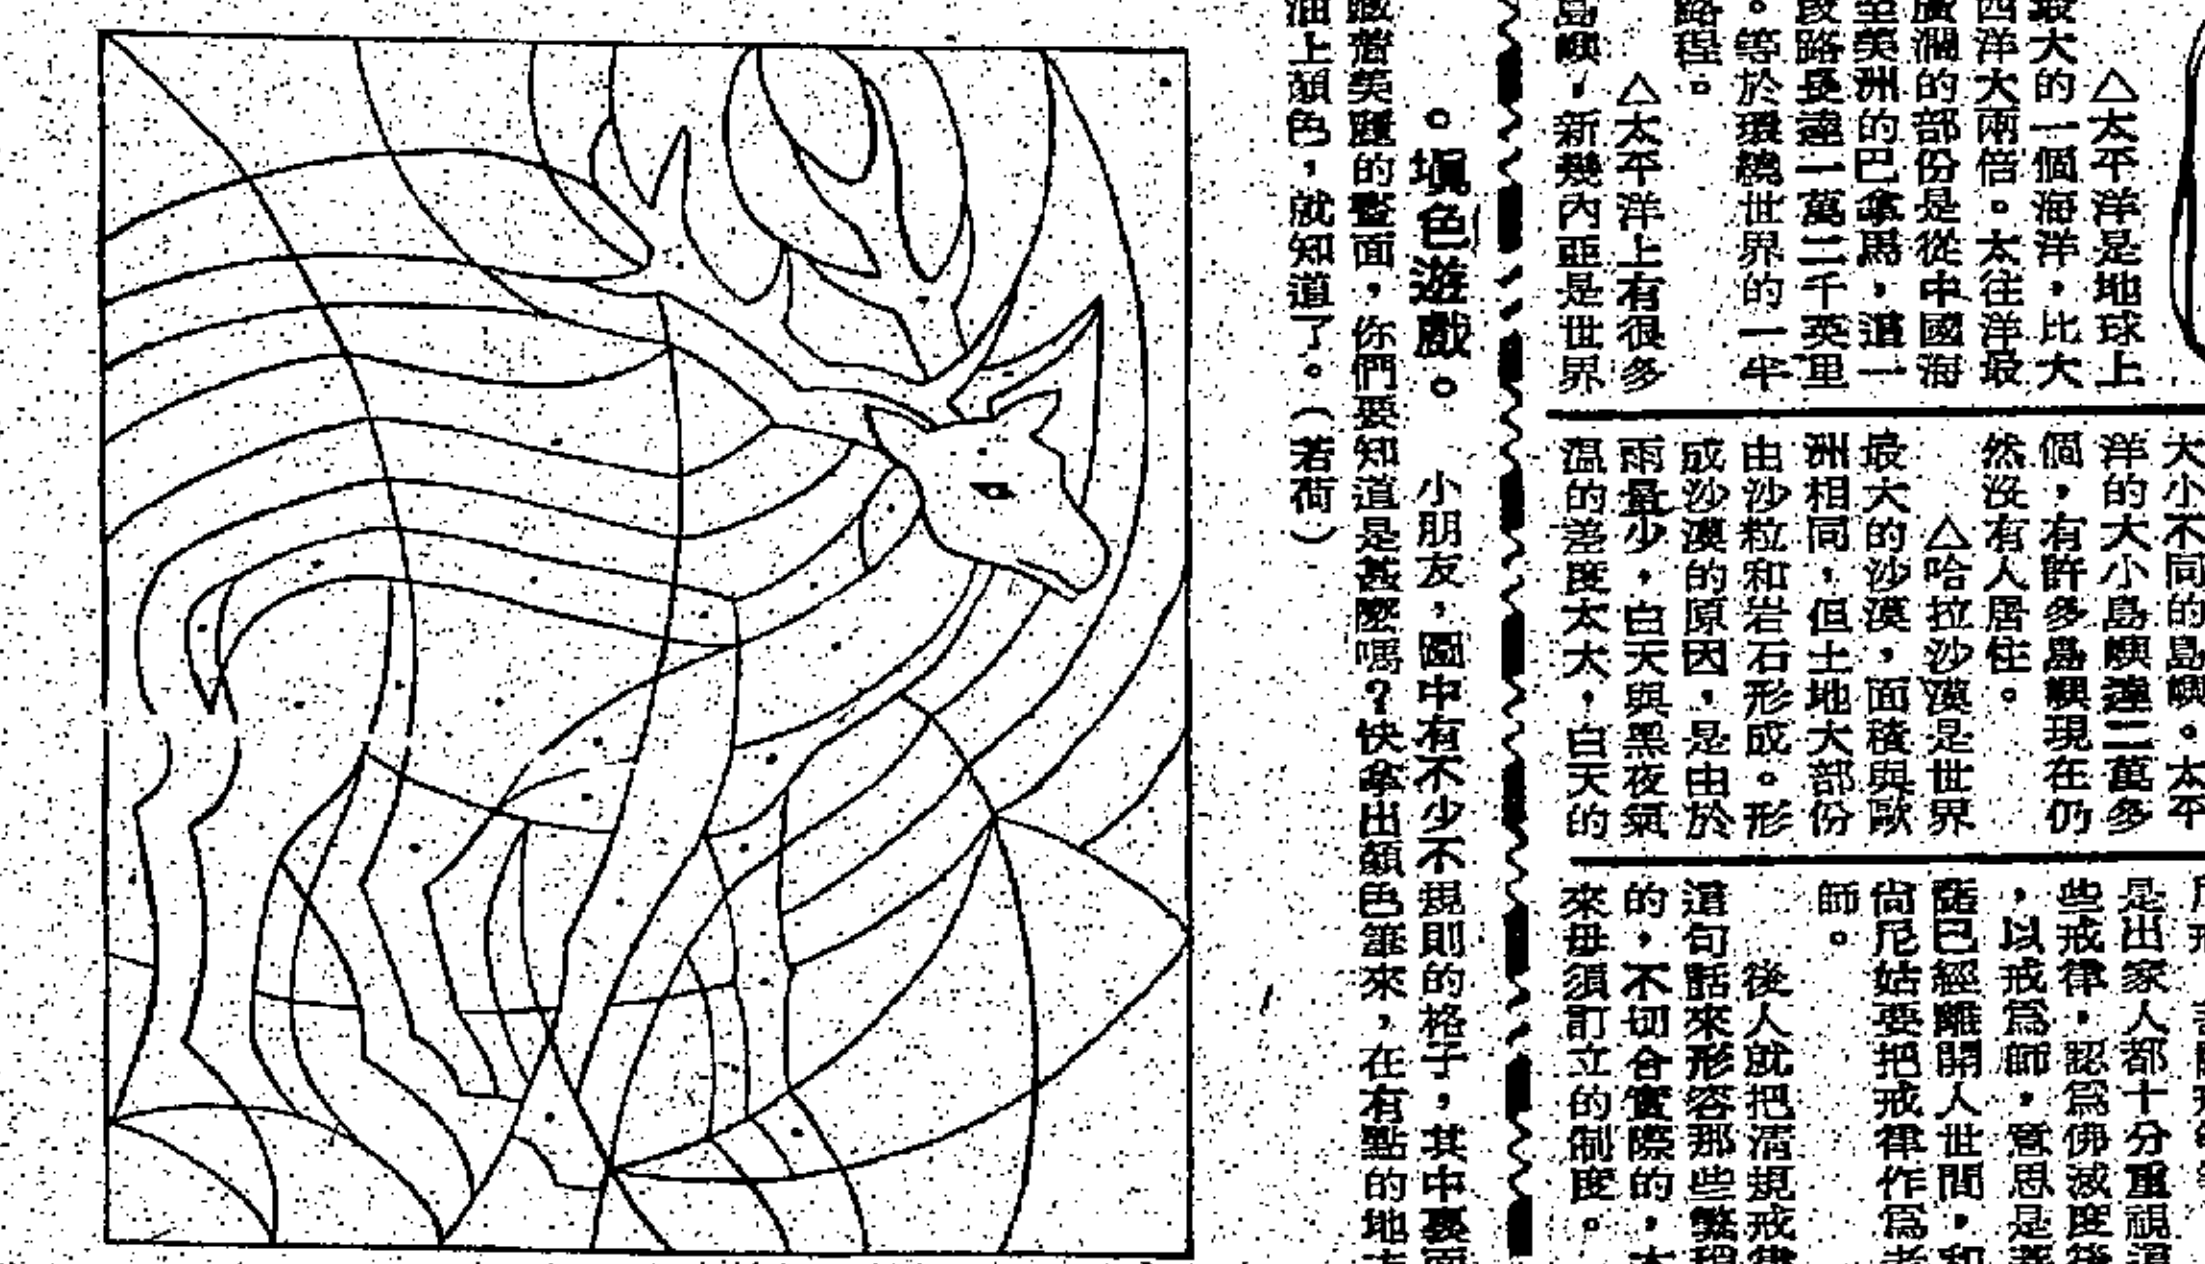 △太平洋是地球上
最大的一個海洋，比大
西洋大兩倍。太往洋最
廣濶的部份是從中國海
至美洲的巴拿馬，這一
段路長達一萬二千英里
。等於環繞世界的一半
路程。
△太平洋上有很多
島嶼，新幾內亞是世界
大小不同的島嶼。太平
洋的大小島嶼達二萬多
個，有許多島嶼現在仍
然沒有人居住。
△哈拉沙漠是世界
最大的沙漠，面積與歐
洲相同，但土地大部份
由沙粒和岩石形成。形
成沙漠的原因，是由於
雨量少，白天與黑夜氣
温的差度太大，白天的
是出家人都十分重視這
些戒律，認爲佛滅度後
，以戒爲師，意思是
已經離開人世間，和
尚尼姑要把戒律作爲老
師。
後人就把清規戒律
這句話來形容那些繁
的，不切合實際的，本
來毋須訂立的制度。
。塡色遊戲。　小朋友，圖中有不少不規則的格子，其中裏面
藏着美麗的畫面，你們要知道是甚麼嗎？快拿出顏色筆來，在有點的地方
油上顏色，就知道了。（若荷）